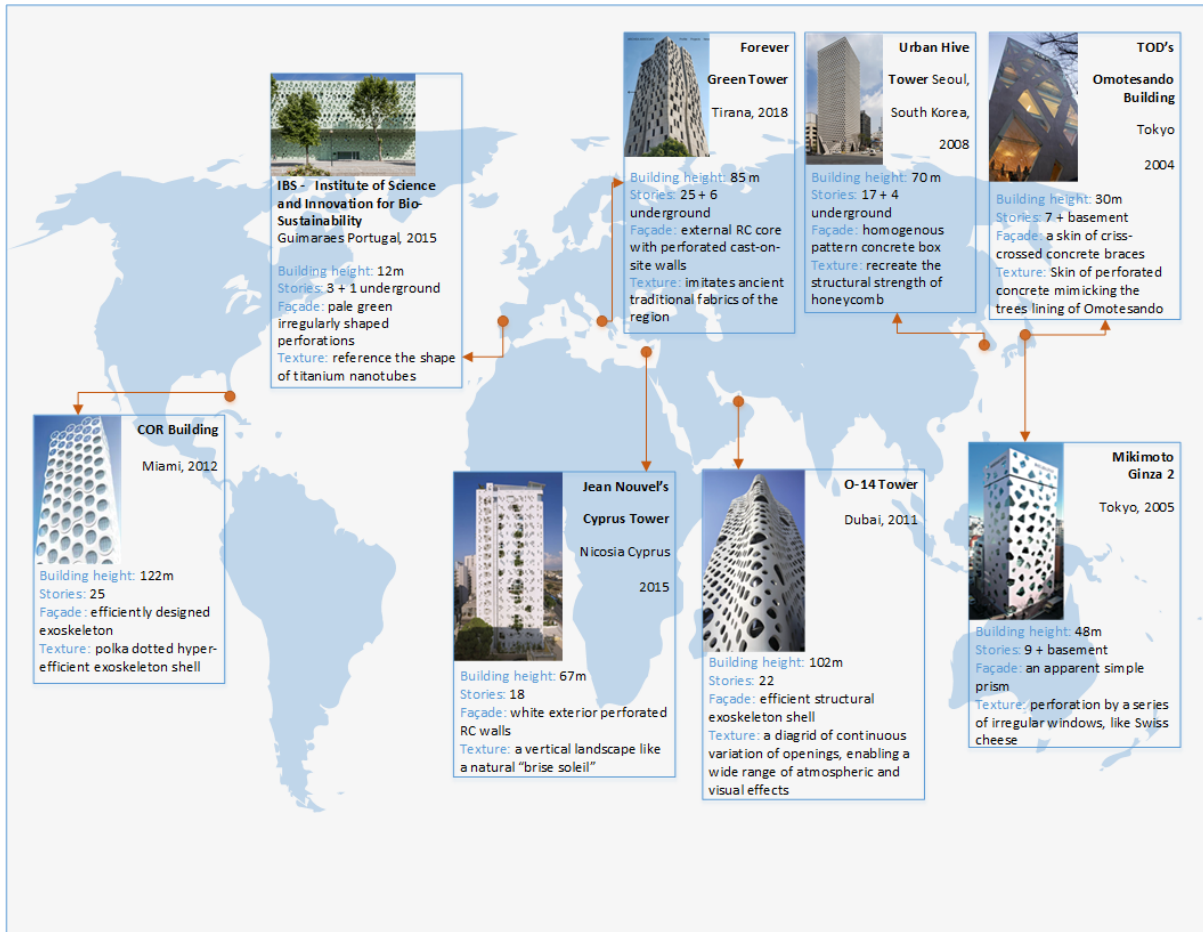 IBS - Institute of Science
and Innovation for Bio-
Sustainability
Guimaraes Portugal, 2015
Building height: 12m
Stories: 3 + 1 underground
Façade: pale green
irregularly shaped
perforations
Texture: reference the shape
of titanium nanotubes
Forever
Green Tower
Tirana, 2018
Building height: 85 m
Stories: 25 + 6
underground
Façade: external RC core
with perforated cast-on-
site walls
Texture: imitates ancient
traditional fabrics of the
region
Urban Hive
Tower Seoul,
South Korea,
2008
Building height: 70 m
Stories: 17 + 4
underground
Façade: homogenous
pattern concrete box
Texture: recreate the
structural strength of
honeycomb
TOD's
Omotesando
Building
Tokyo
2004
Building height: 30m
Stories: 7 + basement
Façade: a skin of criss-
crossed concrete braces
Texture: Skin of perforated
concrete mimicking the
trees lining of Omotesando
COR Building
Miami, 2012
Building height: 122m
Stories: 25
Façade: efficiently designed
exoskeleton
Texture: polka dotted hyper-
efficient exoskeleton shell
Jean Nouvel's
Cyprus Tower
Nicosia Cyprus
2015
Building height: 67m
Stories: 18
Façade: white exterior perforated
RC walls
Texture: a vertical landscape like
a natural “brise soleil”
O-14 Tower
Dubai, 2011
Building height: 102m
Stories: 22
Façade: efficient structural
exoskeleton shell
Texture: a diagrid of continuous
variation of openings, enabling a
wide range of atmospheric and
visual effects
Mikimoto
Ginza 2
Tokyo, 2005
Building height: 48m
Stories: 9 + basement
Façade: an apparent simple
prism
Texture: perforation by a series
of irregular windows, like Swiss
cheese